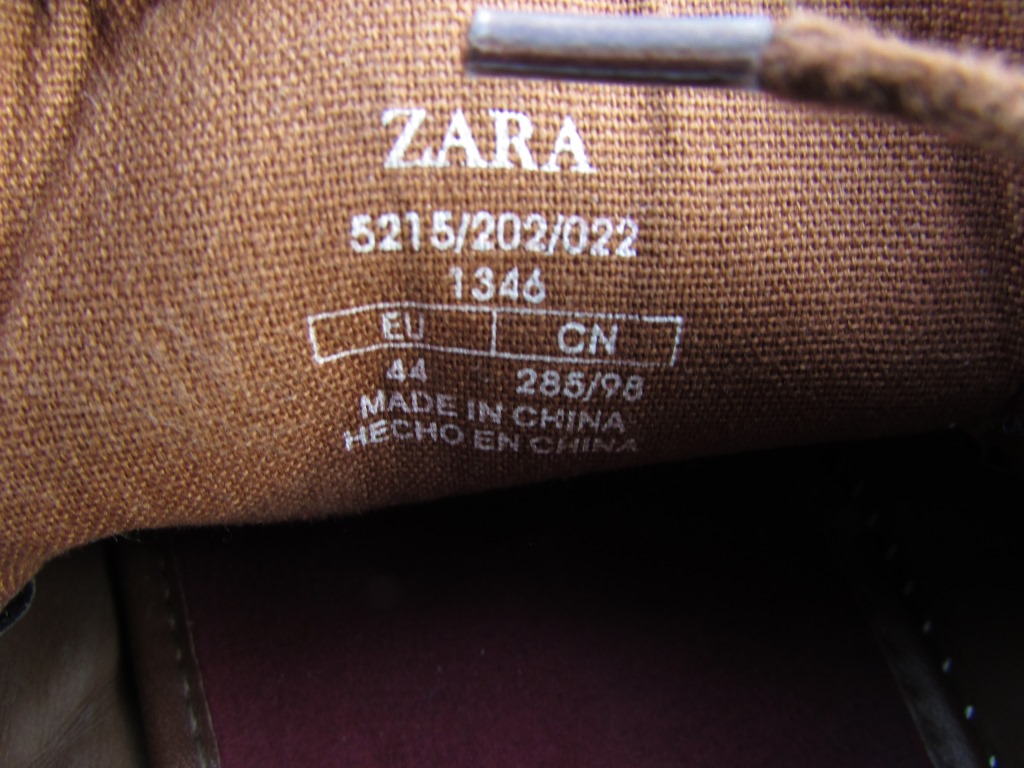 ZARA
5215/202/022
1346
EU CN
44 285/98
MADE IN CHINA
HECHO EN CHINA